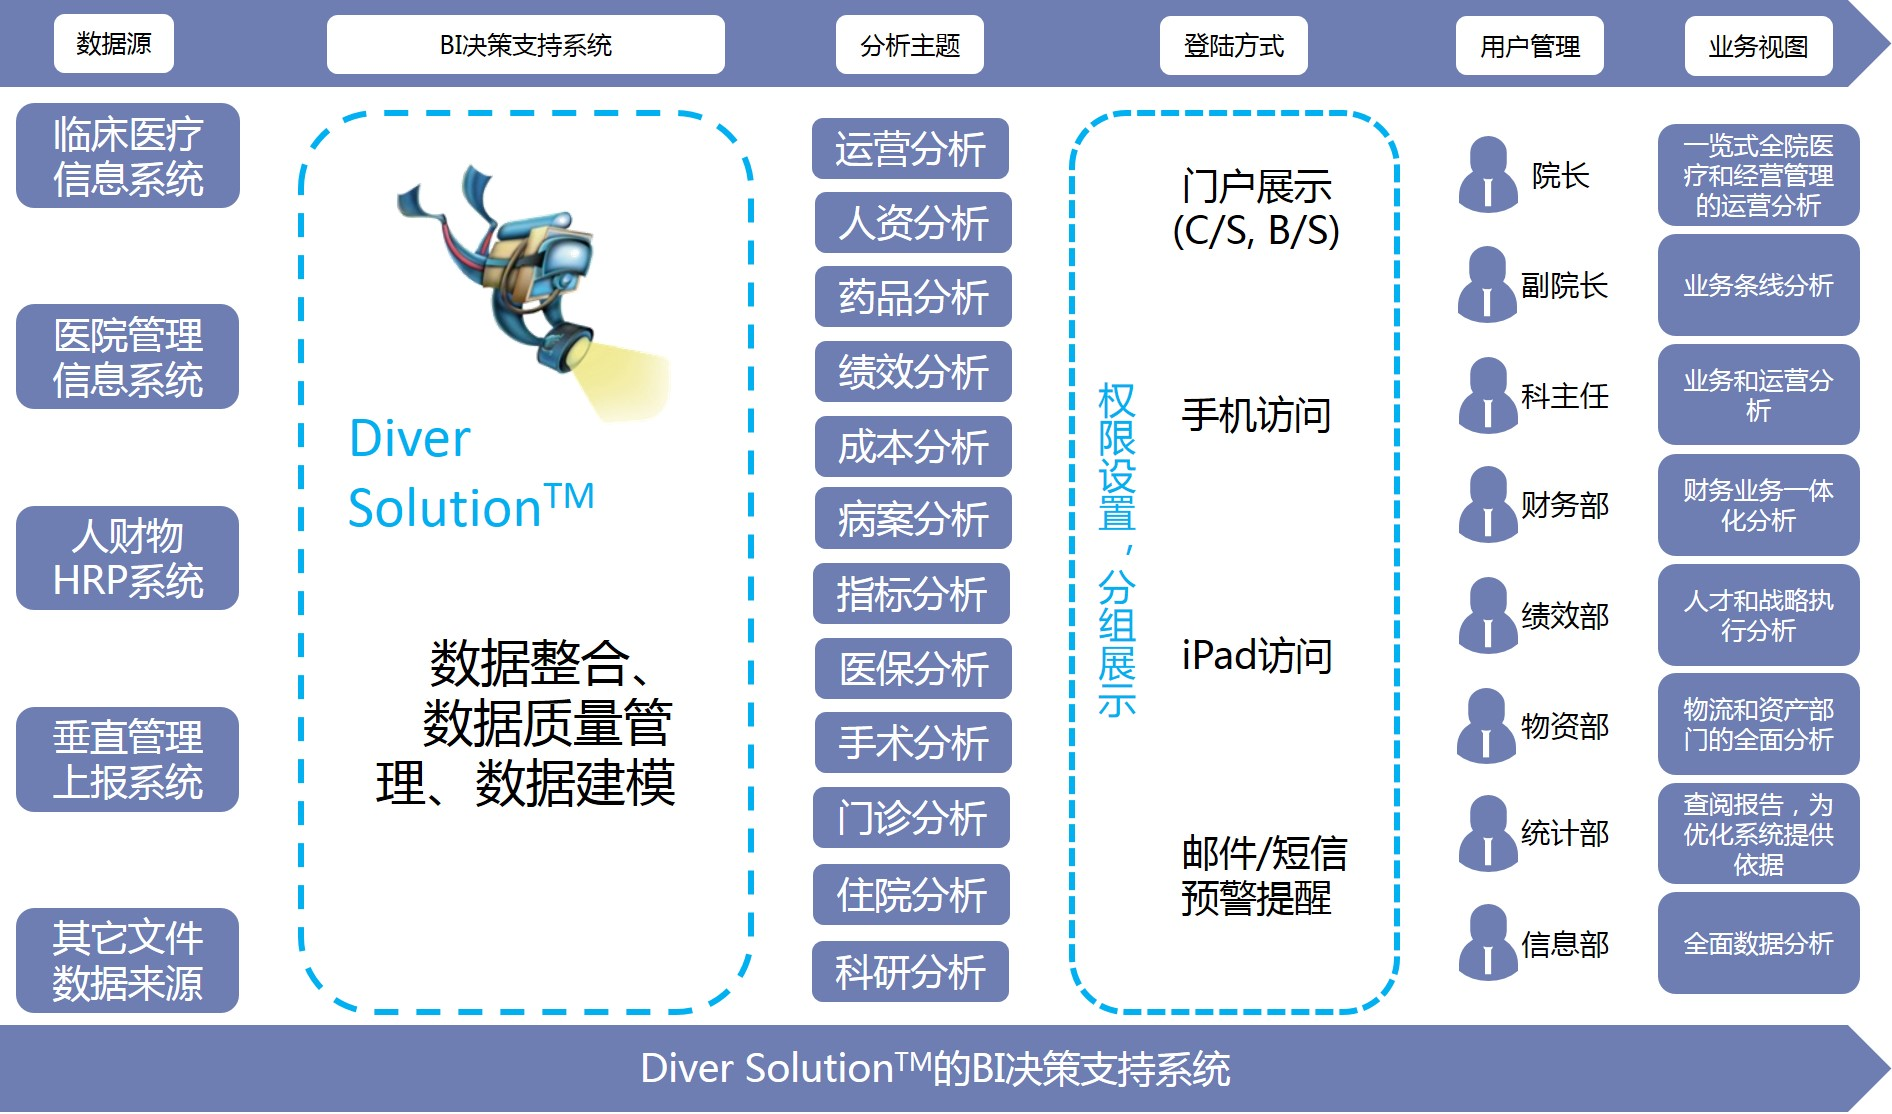 数据源
BI决策支持系统
分析主题
登陆方式
用户管理
业务视图
临床医疗
信息系统
医院管理
信息系统
人财物
HRP系统
垂直管理
上报系统
其它文件
数据来源
Diver
Solution™
数据整合、
数据质量管
理、数据建模
运营分析
人资分析
药品分析
绩效分析
成本分析
病案分析
指标分析
医保分析
手术分析
门诊分析
住院分析
科研分析
权限设置，分组展示
门户展示
(C/S, B/S)
手机访问
iPad访问
邮件/短信
预警提醒
院长
副院长
科主任
财务部
绩效部
物资部
统计部
信息部
一览式全院医
疗和经营管理
的运营分析
业务条线分析
业务和运营分
析
财务业务一体
化分析
人才和战略执
行分析
物流和资产部
门的全面分析
查阅报告，为
优化系统提供
依据
全面数据分析
Diver Solution™的BI决策支持系统